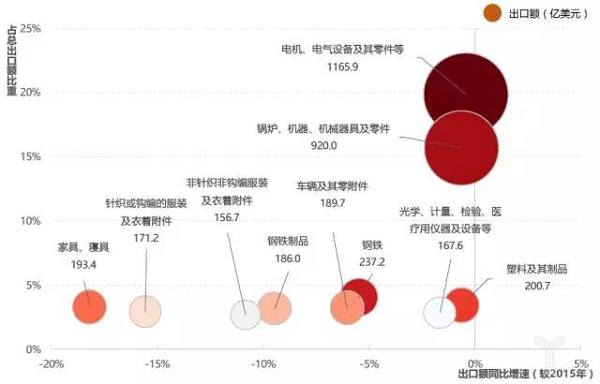 出口额（亿美元）
占总出口额比重
25%
20%
15%
10%
5%
0%
电机、电气设备及其零件等
1165.9
锅炉、机器、机械器具及零件
920.0
非针织非钩编服装
及衣着附件
156.7
车辆及其零附件
189.7
针织或钩编的服装
及衣着附件
171.2
光学、计量、检验、医
疗用仪器及设备等
167.6
家具、寝具
193.4
钢铁制品
186.0
钢铁
237.2
塑料及其制品
200.7
-20%
-15%
-10%
-5%
0%
5%
出口额同比增速（较2015年）